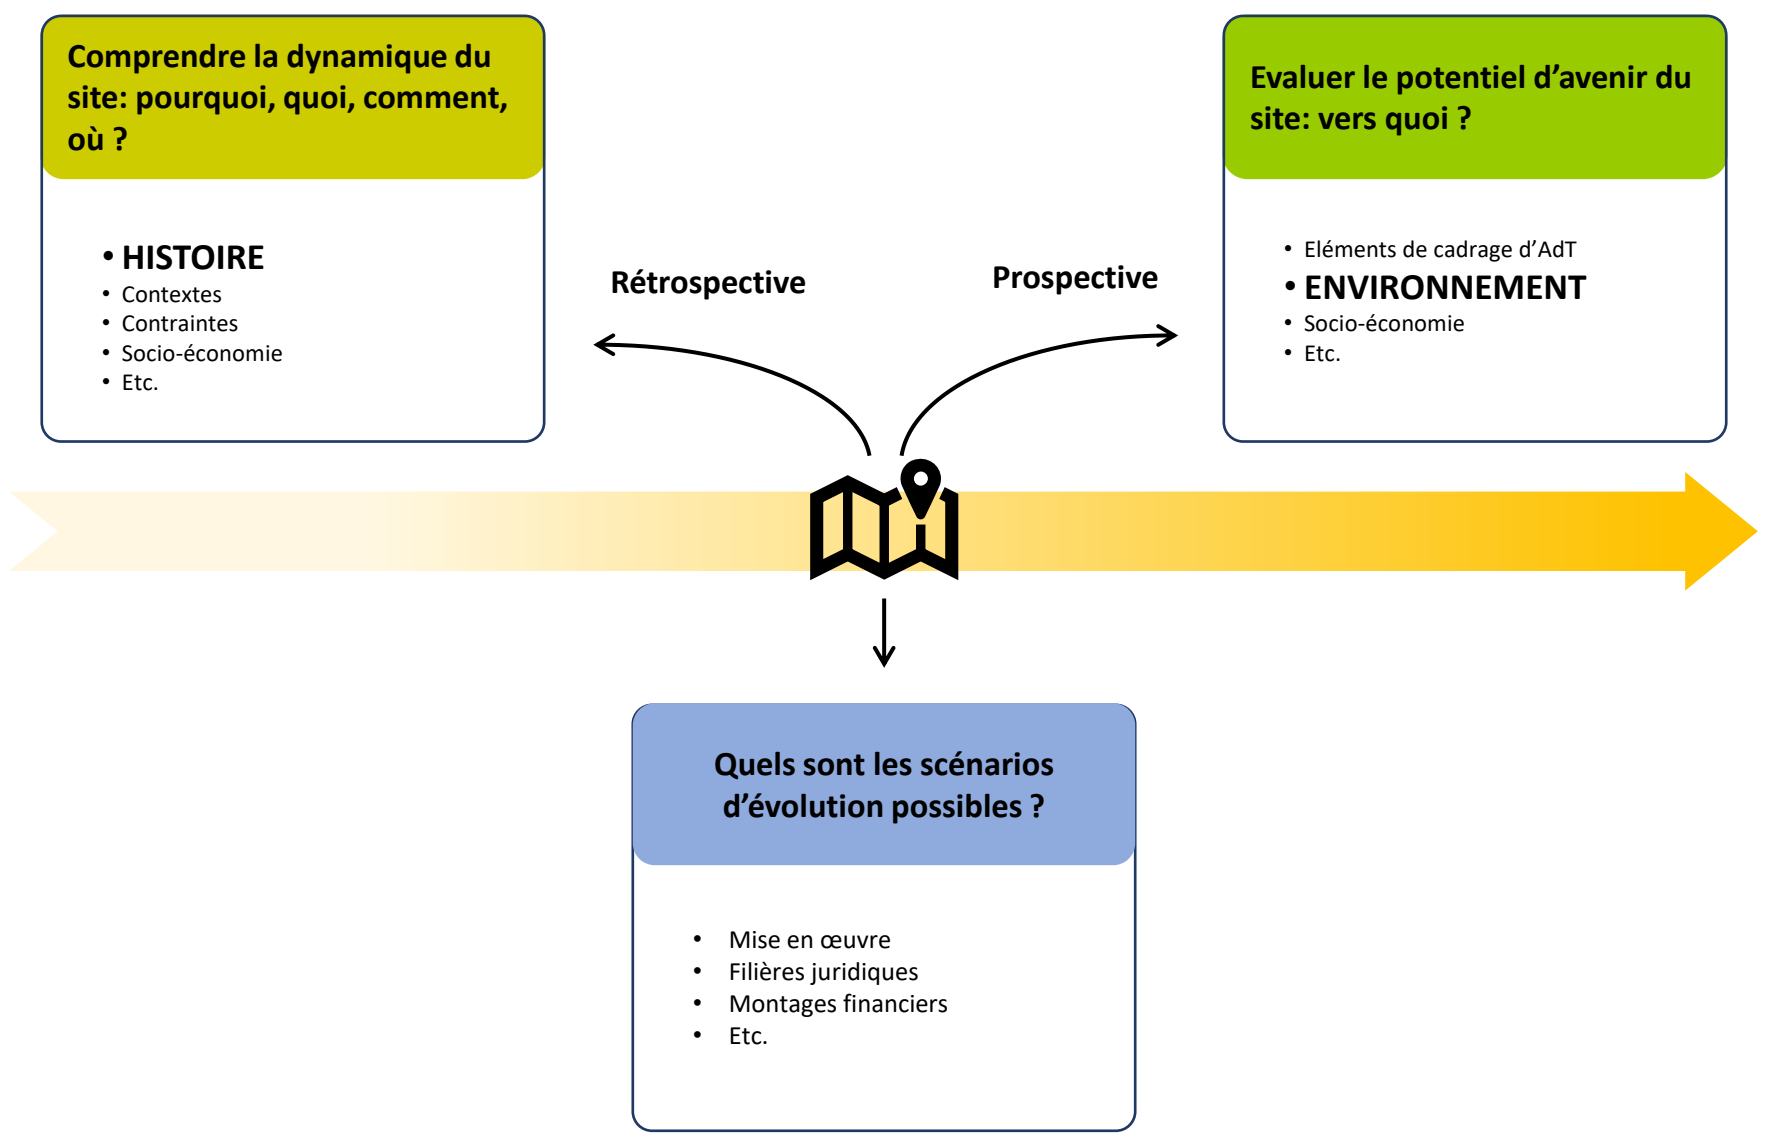 Comprendre la dynamique du
site: pourquoi, quoi, comment,
où ?
• HISTOIRE
• Contextes
• Contraintes
• Socio-économie
• Etc.
Rétrospective
Prospective
Evaluer le potentiel d’avenir du
site: vers quoi ?
• Eléments de cadrage d’AdT
• ENVIRONNEMENT
• Socio-économie
• Etc.
Quels sont les scénarios
d’évolution possibles ?
• Mise en œuvre
• Filières juridiques
• Montages financiers
• Etc.